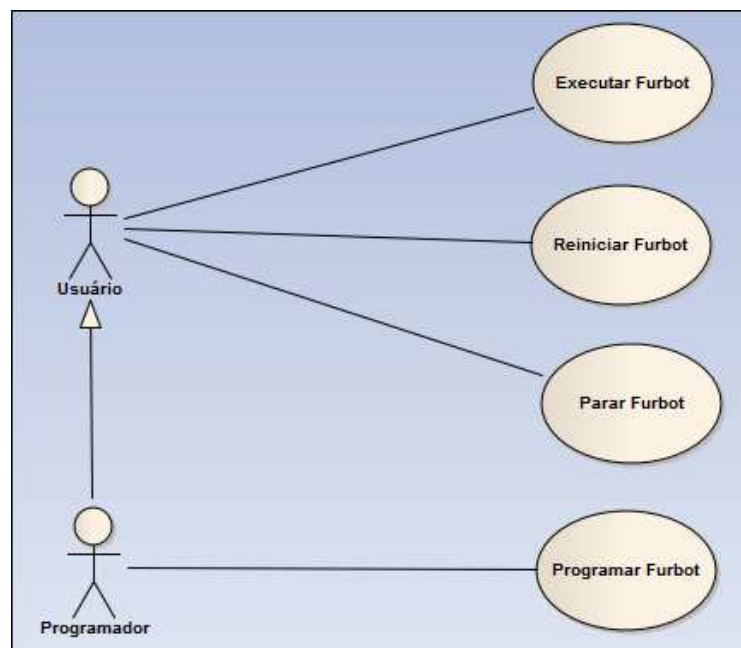 Executar Furbot
Reiniciar Furbot
Usuário
Parar Furbot
Programar Furbot
Programador